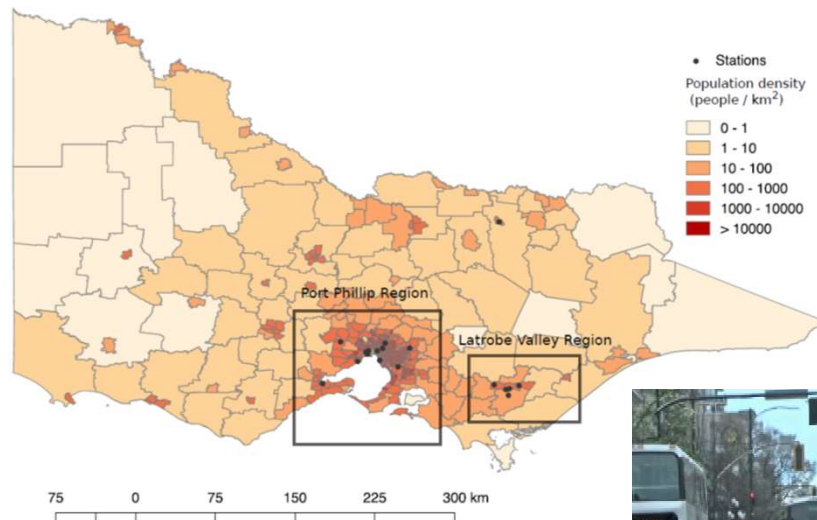 Stations
Population density
(people / km2)
0 - 1
1 - 10
10 - 100
100 - 1000
1000 - 10000
> 10000
Port Phillip Region
Latrobe Valley Region
75 0 75 150 225 300 km